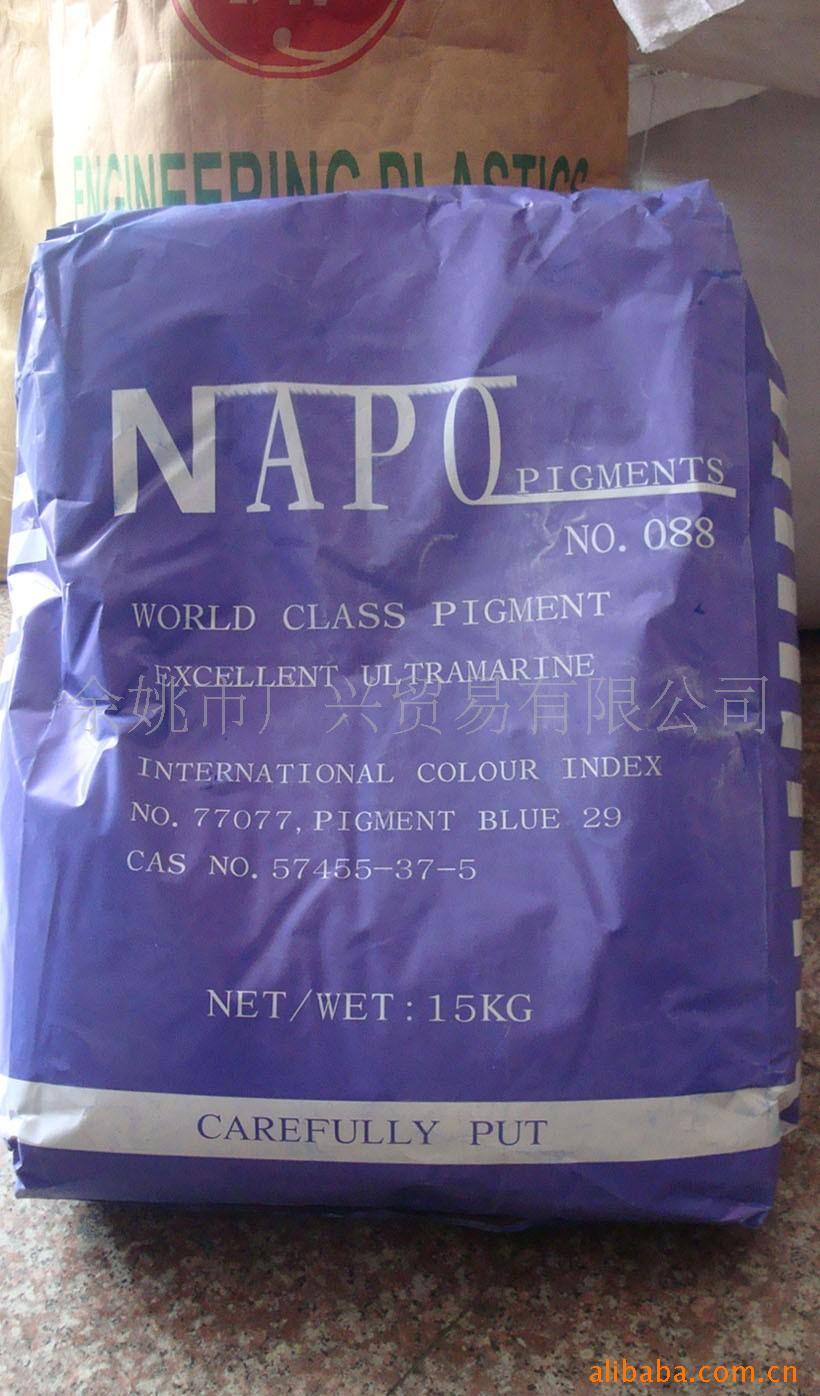 ENGINEERING PLASTICS
NAPO PIGMENTS
NO. 088
WORLD CLASS PIGMENT
EXCELLENT ULTRAMARINE
余姚市广兴贸易有限公司
INTERNATIONAL COLOUR INDEX
NO. 77077, PIGMENT BLUE 29
CAS NO. 57455-37-5
NET/WET: 15KG
CAREFULLY PUT
alibaba.com.cn